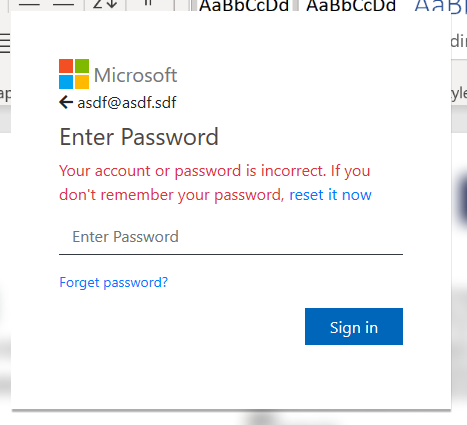 AaBbCcDd AaBbCcDd
Microsoft
asdf@asdf.sdf
Enter Password
Your account or password is incorrect. If you
don't remember your password, reset it now
Enter Password
Forget password?
Sign in